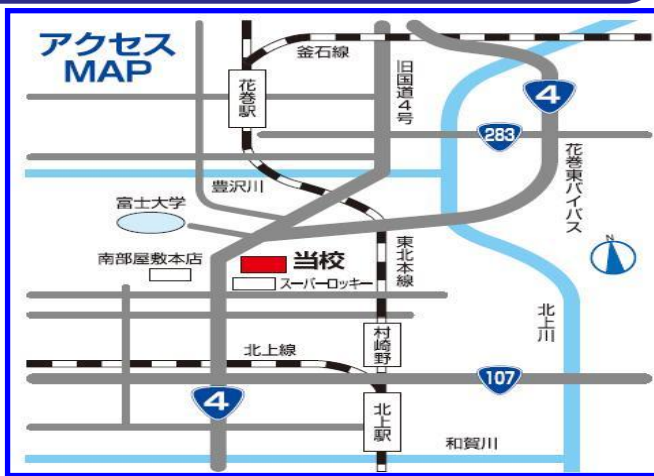 アクセス
MAP
釜石線
花巻駅
旧国道4号
4
283
花巻東バイパス
豊沢川
富士大学
N
南部屋敷本店
当校
スーパーロッキー
東北本線
北上川
村崎野
北上線
107
4
北上駅
和賀川